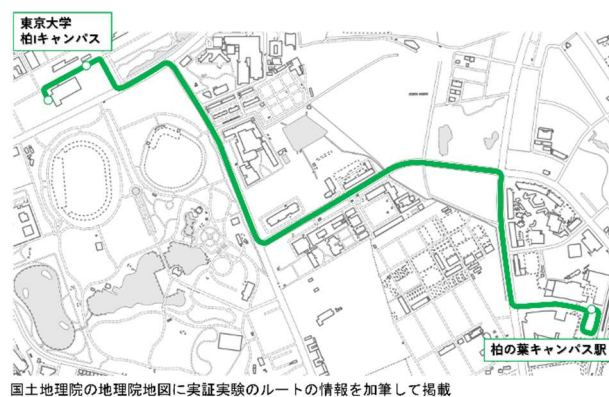 東京大学
柏Iキャンパス
柏の葉キャンパス駅
国土地理院の地理院地図に実証実験のルートの情報を加筆して掲載